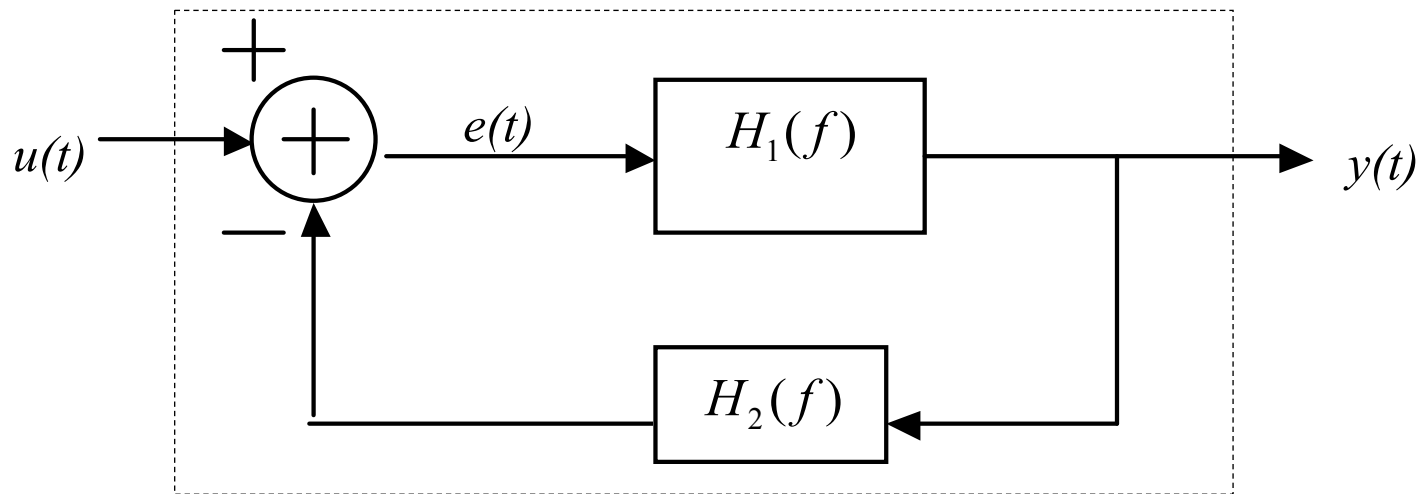 +
u(t)
+
e(t)
H₁(f)
y(t)
−
H₂(f)